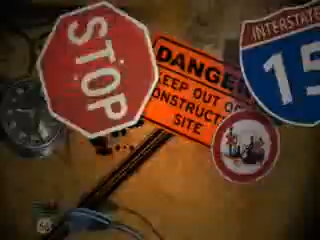 STOP
DANGER
KEEP OUT OF
CONSTRUCTION
SITE
INTERSTATE
15